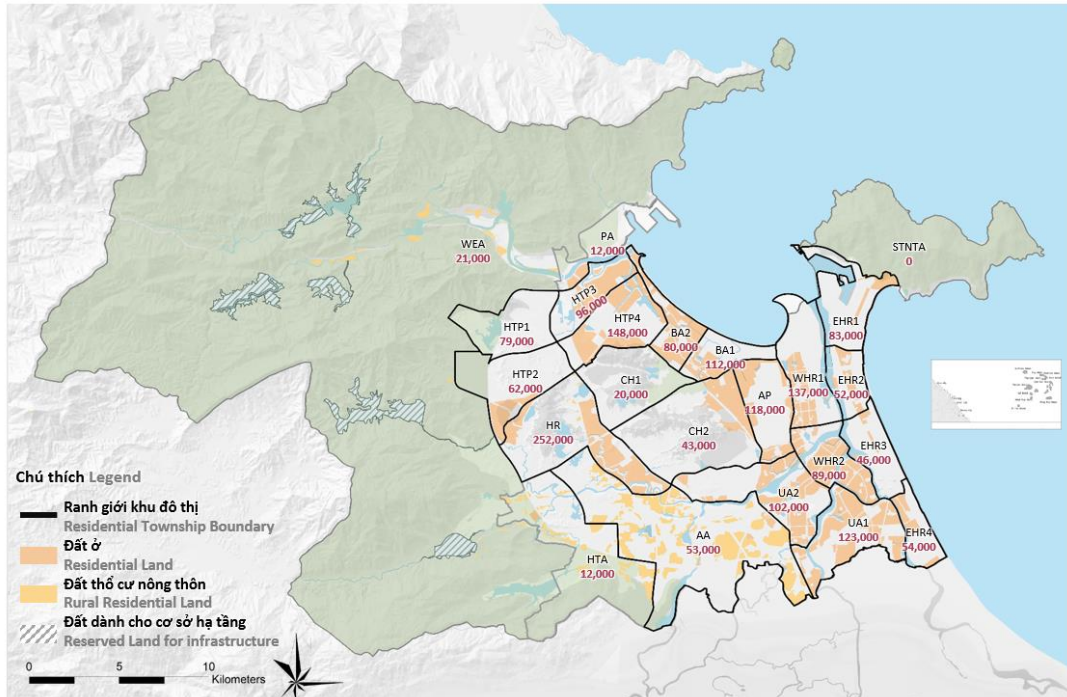 PA
12,000
STNTA
0
WEA
21,000
HTP3
96,000
HTP4
148,000
HTP1
79,000
BA2
80,000
BA1
112,000
EHR1
83,000
HTP2
62,000
CH1
20,000
AP
118,000
WHR1
137,000
EHR2
52,000
HR
252,000
CH2
43,000
EHR3
46,000
WHR2
89,000
UA2
102,000
UA1
123,000
EHR4
54,000
AA
53,000
HTA
12,000
Chú thích Legend
Ranh giới khu đô thị
Residential Township Boundary
Đất ở
Residential Land
Đất thổ cư nông thôn
Rural Residential Land
Đất dành cho cơ sở hạ tầng
Reserved Land for infrastructure
0 5 10
Kilometers